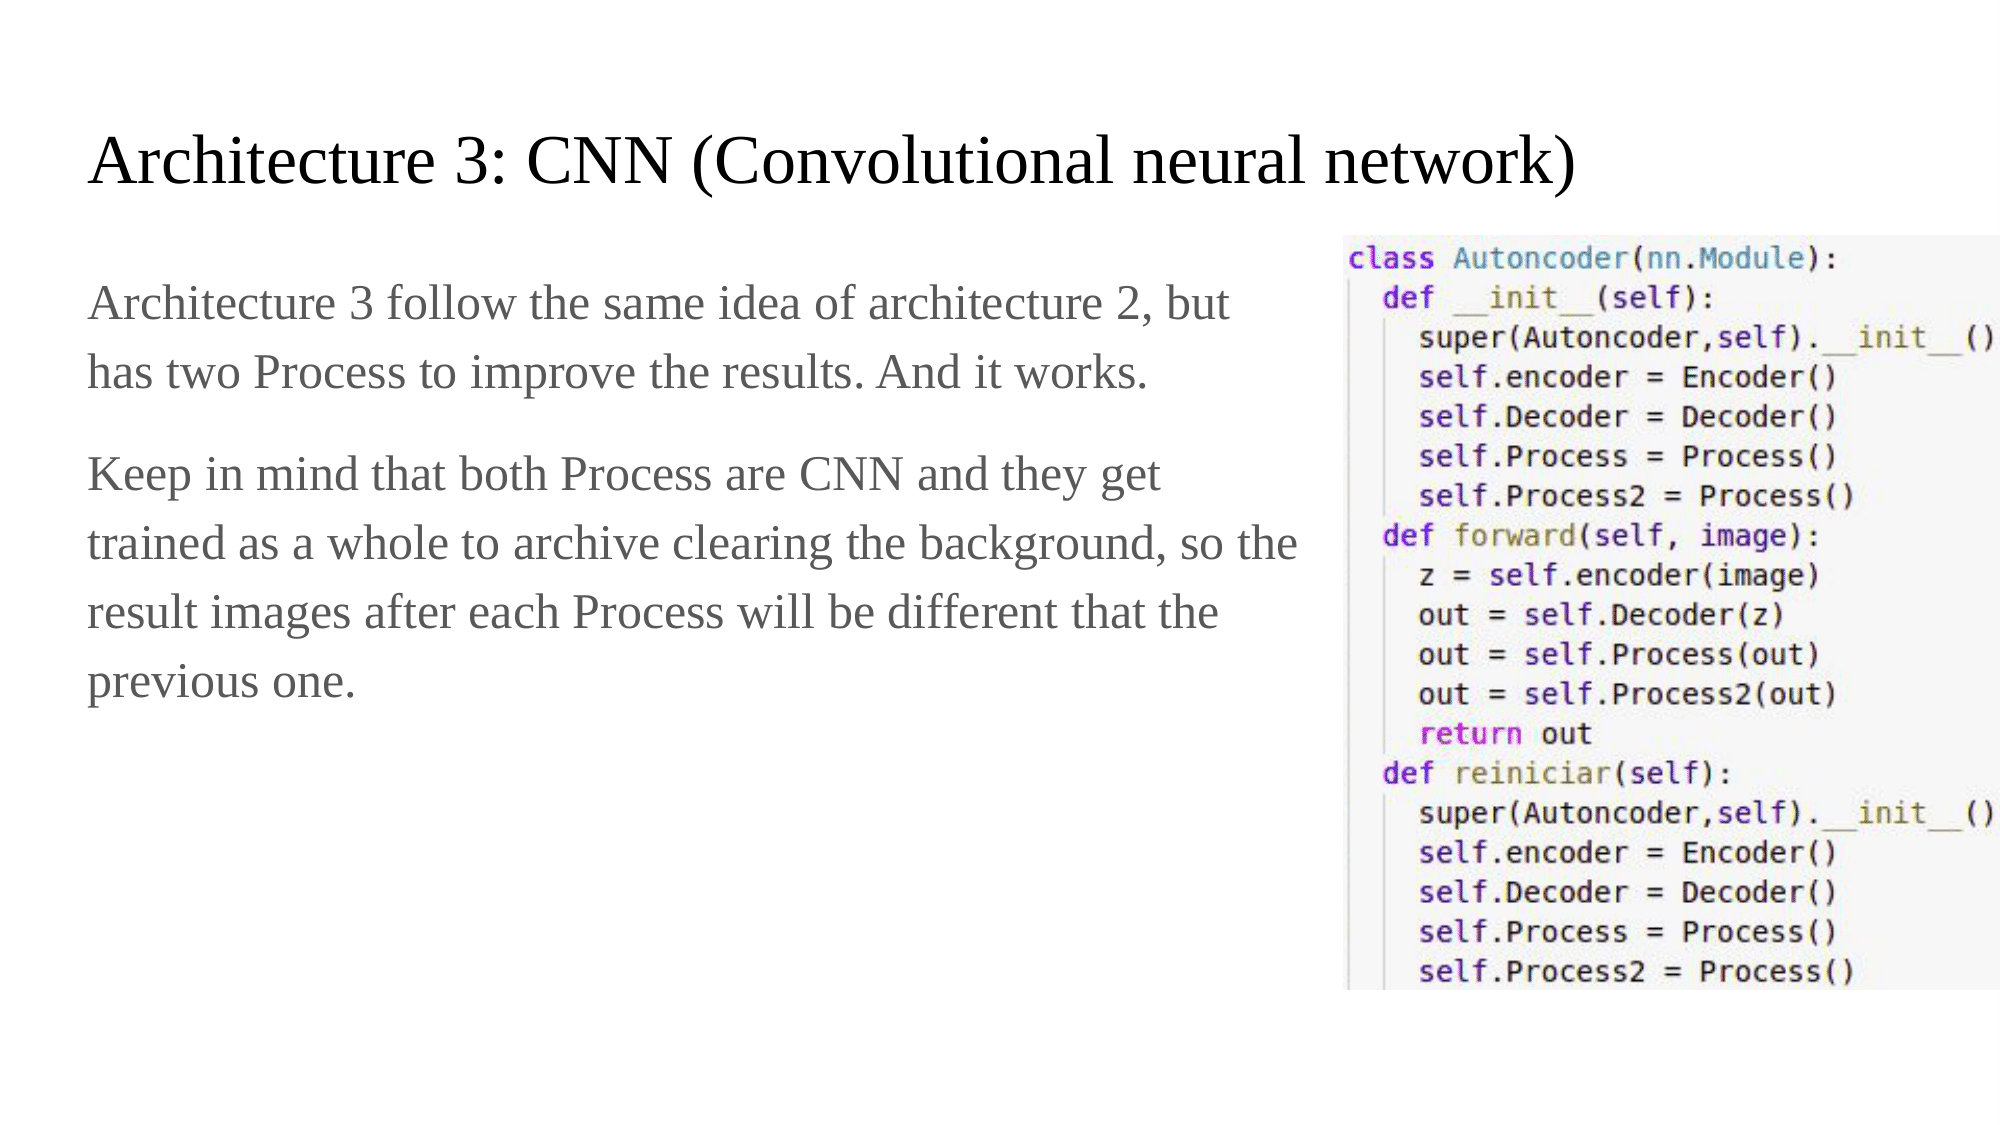 Architecture 3: CNN (Convolutional neural network)
Architecture 3 follow the same idea of architecture 2, but
has two Process to improve the results. And it works.
Keep in mind that both Process are CNN and they get
trained as a whole to archive clearing the background, so the
result images after each Process will be different that the
previous one.
class Autoncoder(nn.Module):
  def __init__(self):
    super(Autoncoder,self).__init__()
    self.encoder = Encoder()
    self.Decoder = Decoder()
    self.Process = Process()
    self.Process2 = Process()
  def forward(self, image):
    z = self.encoder(image)
    out = self.Decoder(z)
    out = self.Process(out)
    out = self.Process2(out)
    return out
  def reiniciar(self):
    super(Autoncoder,self).__init__()
    self.encoder = Encoder()
    self.Decoder = Decoder()
    self.Process = Process()
    self.Process2 = Process()